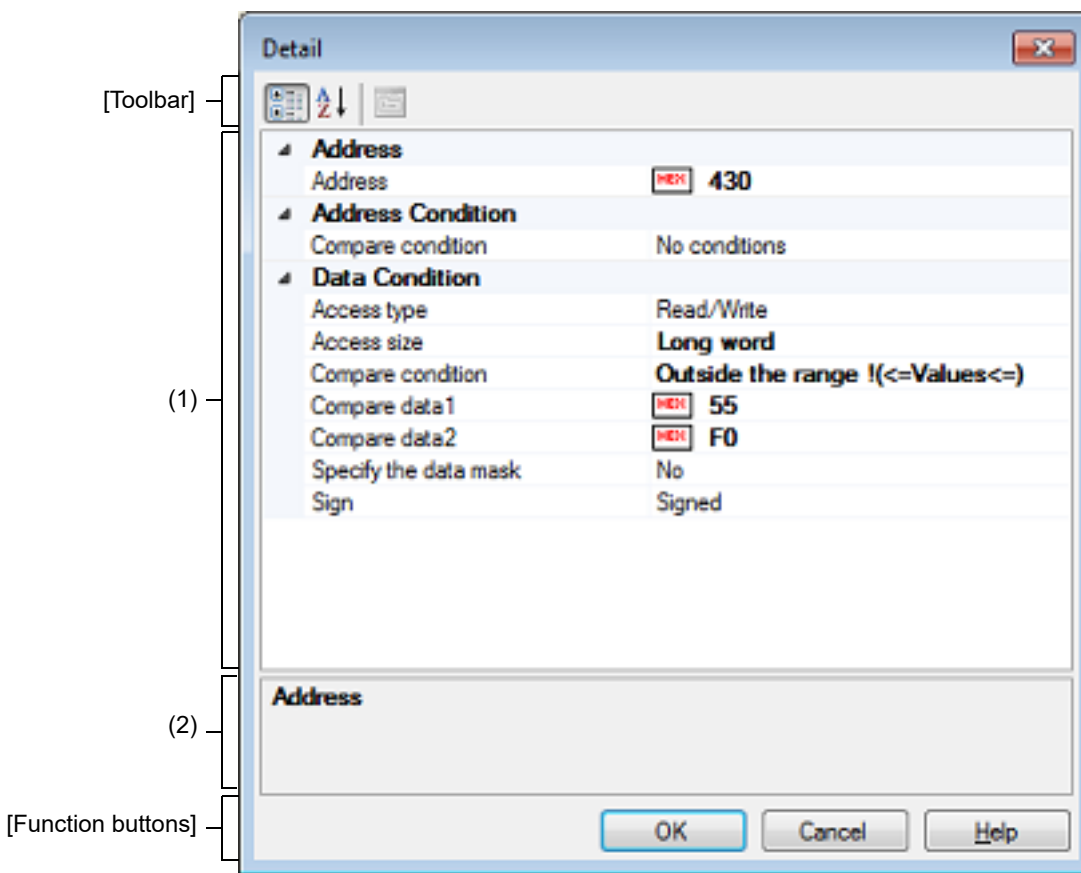 Detail
[Toolbar]
A
Z
Address
Address HEX 430
Address Condition
Compare condition No conditions
Data Condition
Access type Read/Write
Access size Long word
Compare condition Outside the range !(<=Values<=)
(1)
Compare data1 HEX 55
Compare data2 HEX F0
Specify the data mask No
Sign Signed
Address
(2)
[Function buttons]
OK Cancel Help